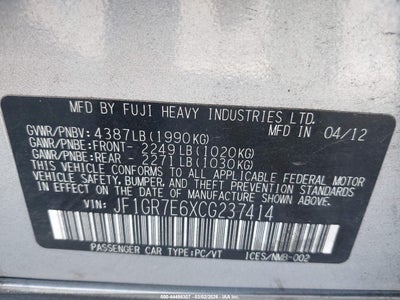 MFD BY FUJI HEAVY INDUSTRIES LTD.
MFD IN 04/12
GVWR/PNBV: 4387LB(1990KG)
GAWR/PNBE:FRONT- 2249LB(1020KG)
GAWR/PNBE:REAR - 2271LB(1030KG)
THIS VEHICLE CONFORMS TO ALL APPLICABLE FEDERAL MOTOR
VEHICLE SAFETY, BUMPER, AND THEFT PREVENTION STANDARDS
IN EFFECT ON THE DATE OF MANUFACTURE SHOWN ABOVE.
VIN: JF1GR7E6XCG237414
PASSENGER CAR TYPE:PC/VT
ICES/NMB-002